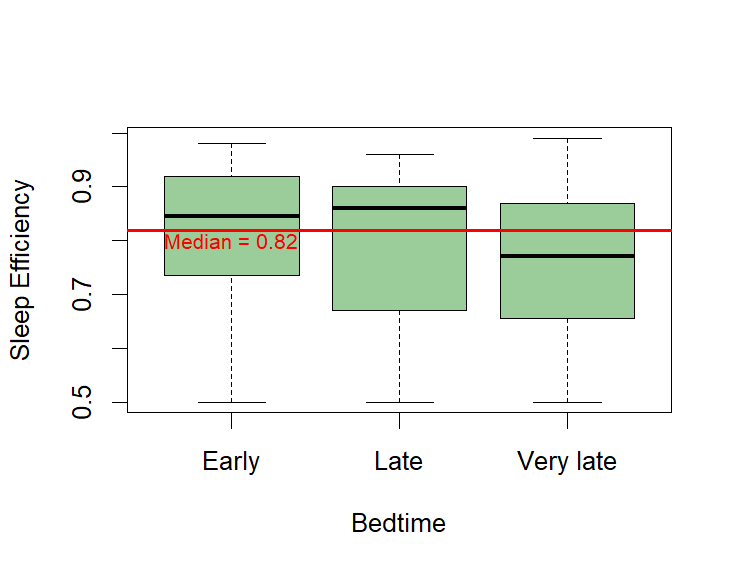 Sleep Efficiency
0.9
0.7
0.5
Median = 0.82
Early Late Very late
Bedtime